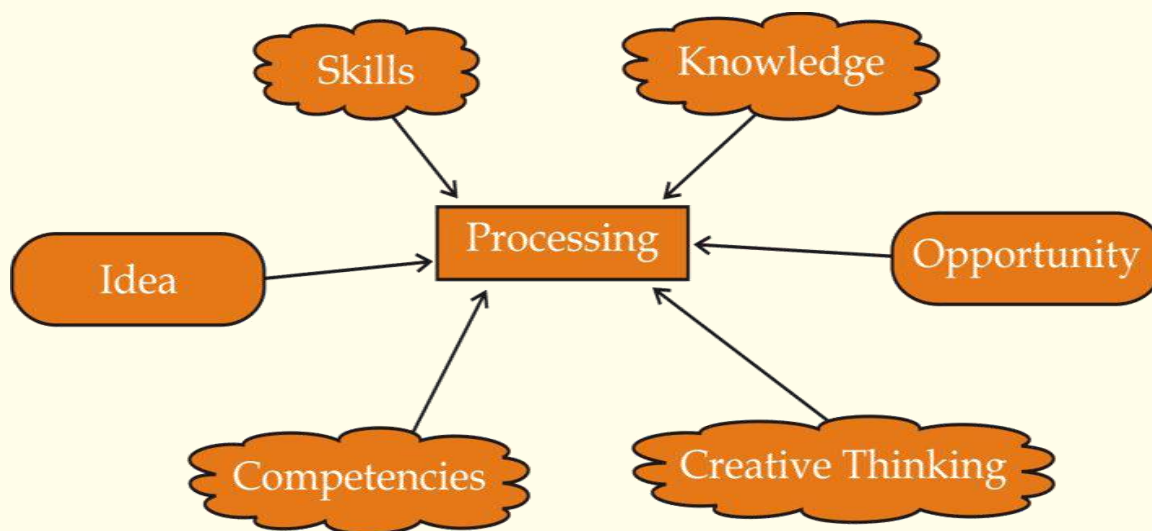 Skills
Knowledge
Processing
Idea
Opportunity
Competencies
Creative Thinking